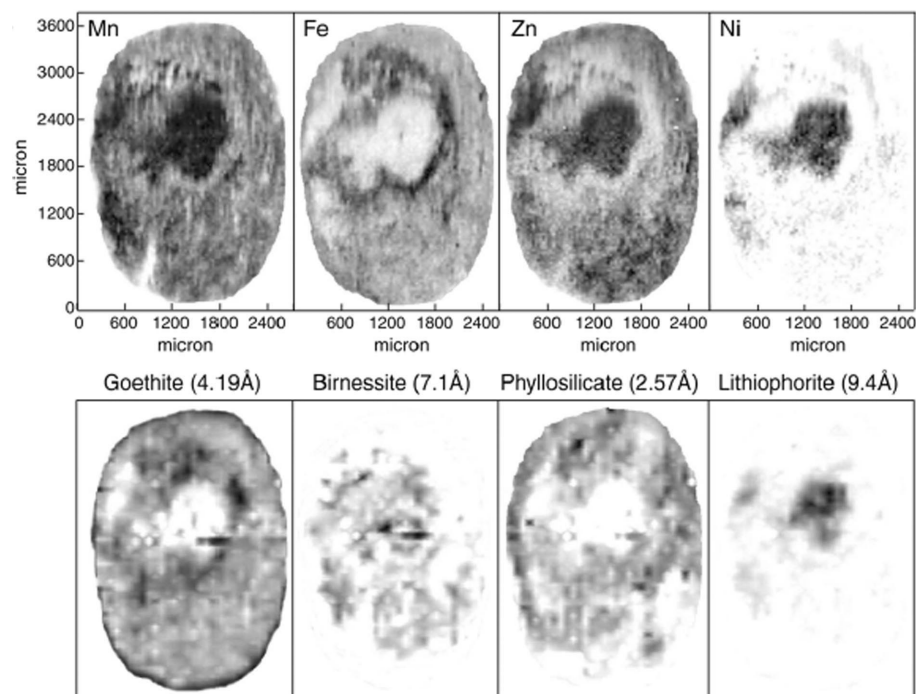 Mn Fe Zn Ni
3600
3000
2400
1800
1200
600
0
micron
600 1200 1800 2400 600 1200 1800 2400 600 1200 1800 2400 600 1200 1800 2400
micron micron micron micron
Goethite (4.19Å) Birnessite (7.1Å) Phyllosilicate (2.57Å) Lithiophorite (9.4Å)